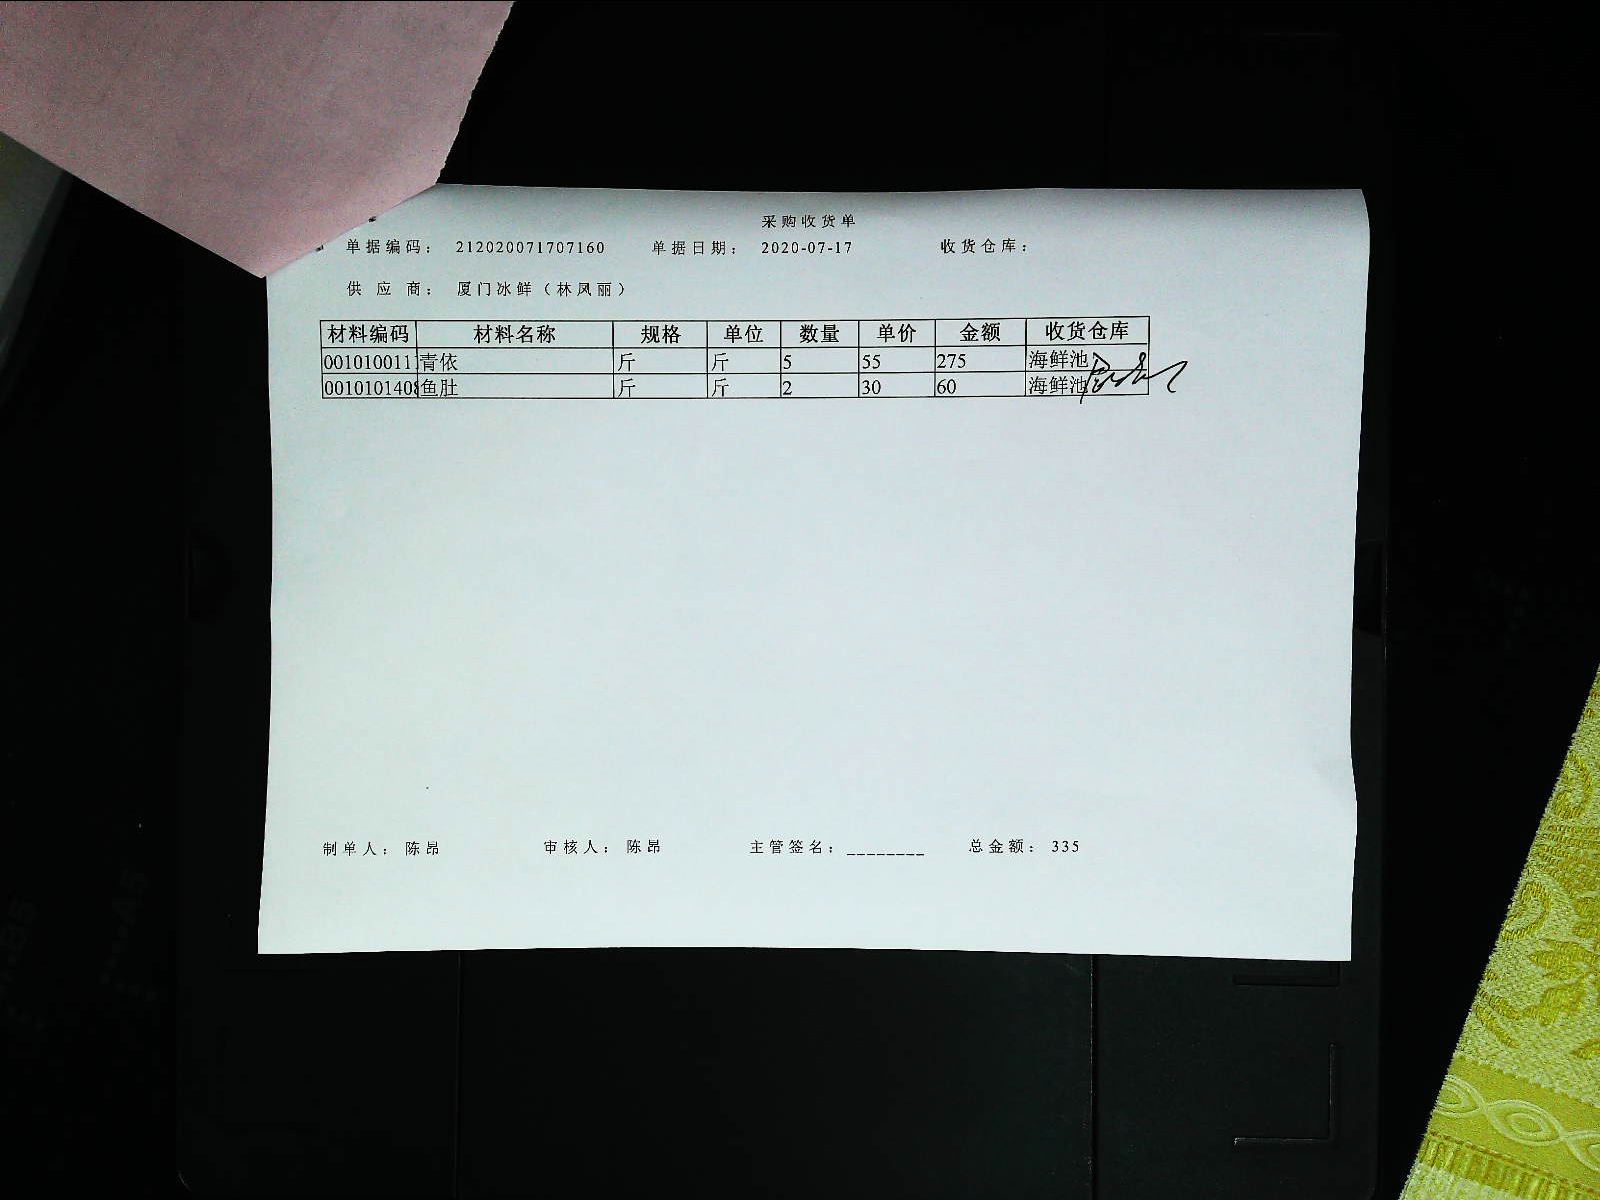 采购收货单
单据编码： 212020071707160 单据日期： 2020-07-17 收货仓库：
供 应 商： 厦门冰鲜（林凤丽）
材料编码 材料名称 规格 单位 数量 单价 金额 收货仓库
001010011 青依 斤 斤 5 55 275 海鲜池
0010101408 鱼肚 斤 斤 2 30 60 海鲜池
制单人： 陈昂 审核人： 陈昂 主管签名：________ 总金额： 335